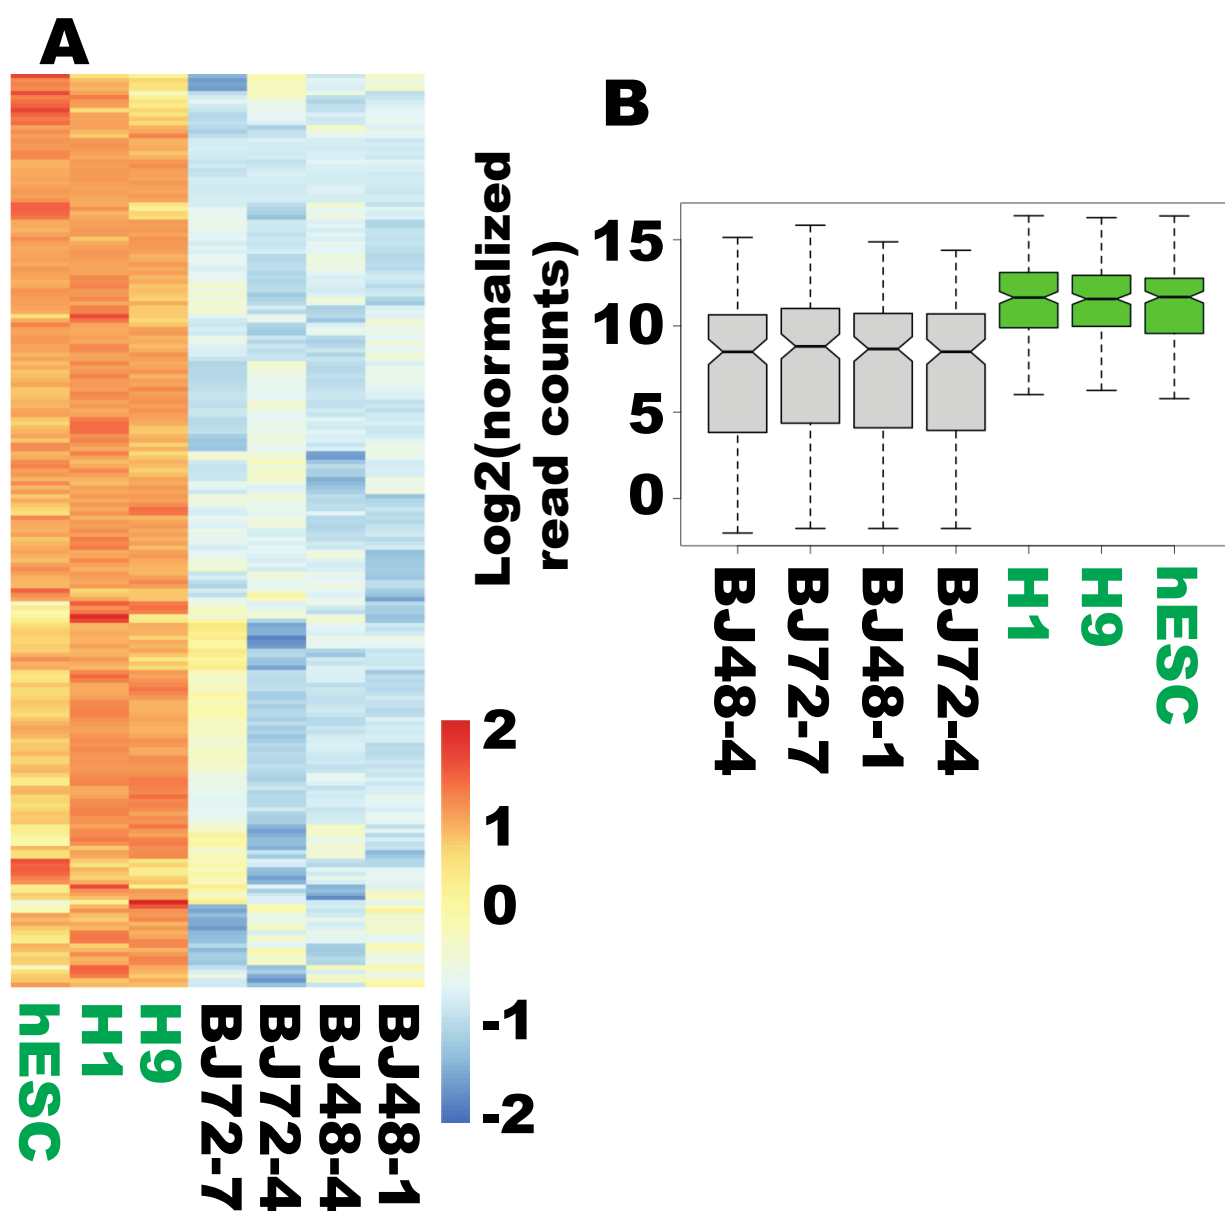 A
B
Log2(normalized
read counts)
15
10
5
0
BJ48-4
BJ72-7
BJ48-1
BJ72-4
H1
H9
hESC
2
1
0
-1
-2
hESC
H1
H9
BJ72-7
BJ72-4
BJ48-4
BJ48-1